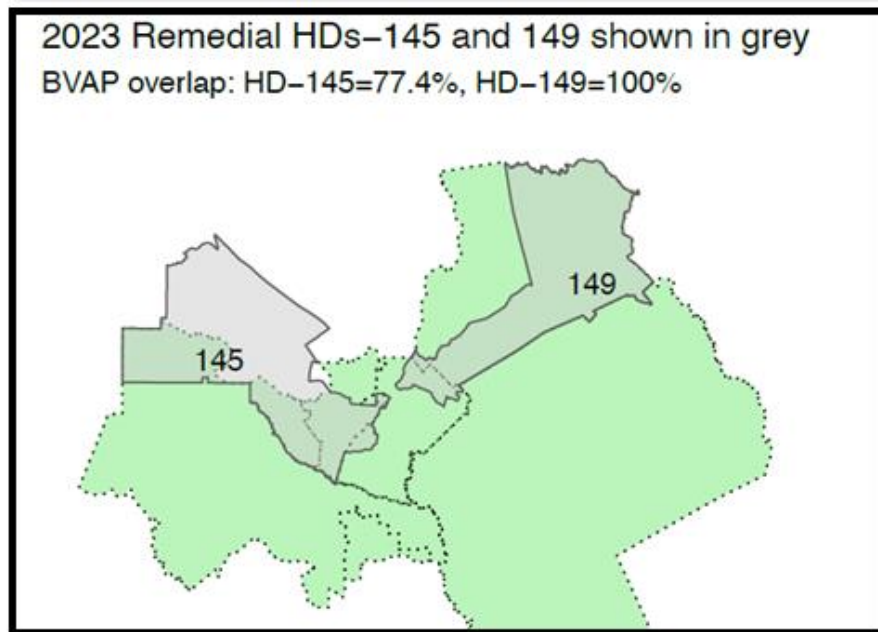 2023 Remedial HDs−145 and 149 shown in grey
BVAP overlap: HD−145=77.4%, HD−149=100%
149
145